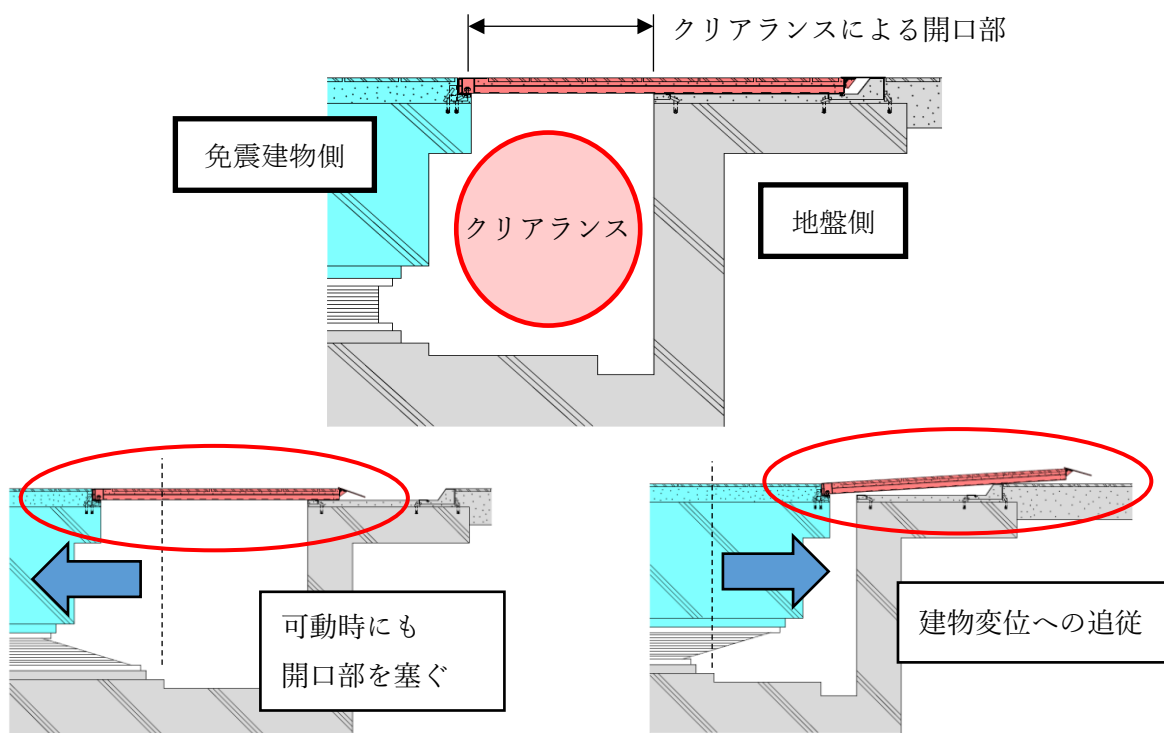 クリアランスによる開口部
免震建物側
クリアランス
地盤側
可動時にも
開口部を塞ぐ
建物変位への追従